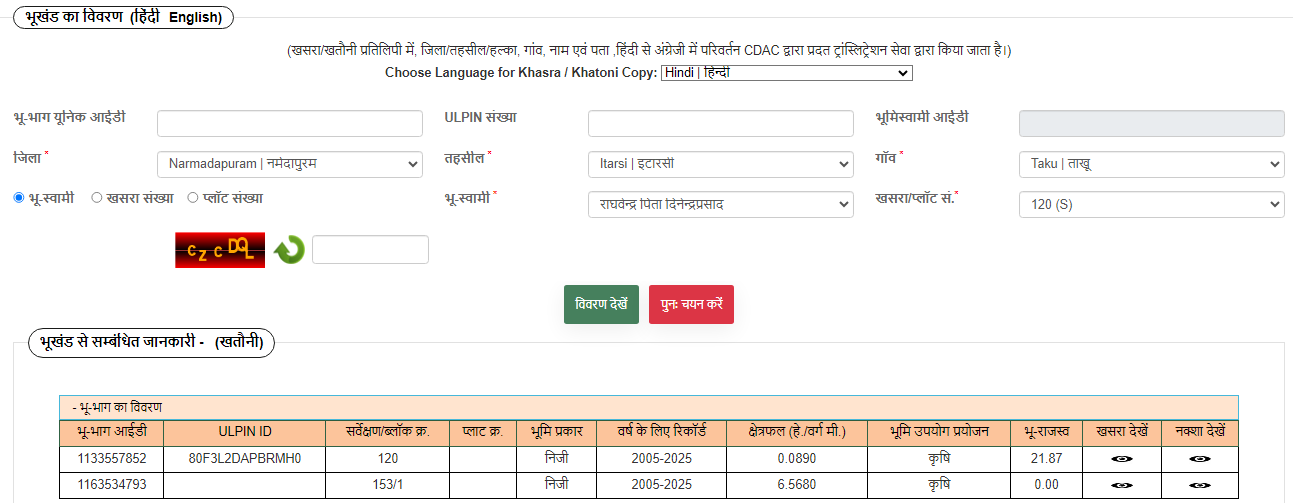 भूखंड का विवरण (हिंदी English)
(खसरा/खतौनी प्रतिलिपी में, जिला/तहसील/हल्का, गांव, नाम एवं पता ,हिंदी से अंग्रेजी में परिवर्तन CDAC द्वारा प्रदत ट्रांस्लिट्रेशन सेवा द्वारा किया जाता है।)
Choose Language for Khasra / Khatoni Copy: Hindi | हिन्दी
भू-भाग यूनिक आईडी ULPIN संख्या भूमिस्वामी आईडी
जिला * Narmadapuram | नर्मदापुरम तहसील * Itarsi | इटारसी गॉंव * Taku | ताखू
भू-स्वामी खसरा संख्या प्लॉट संख्या भू-स्वामी * राघवेन्द्र पिता दिनेन्द्रप्रसाद खसरा/प्लॉट सं.* 120 (S)
c z c D Q L
विवरण देखें पुनः चयन करें
भूखंड से सम्बंधित जानकारी - (खतौनी)
- भू-भाग का विवरण
भू-भाग आईडी ULPIN ID सर्वेक्षण/ब्लॉक क्र. प्लाट क्र. भूमि प्रकार वर्ष के लिए रिकॉर्ड क्षेत्रफल (हे./वर्ग मी.) भूमि उपयोग प्रयोजन भू-राजस्व खसरा देखें नक्शा देखें
1133557852 80F3L2DAPBRMH0 120 निजी 2005-2025 0.0890 कृषि 21.87
1163534793 153/1 निजी 2005-2025 6.5680 कृषि 0.00